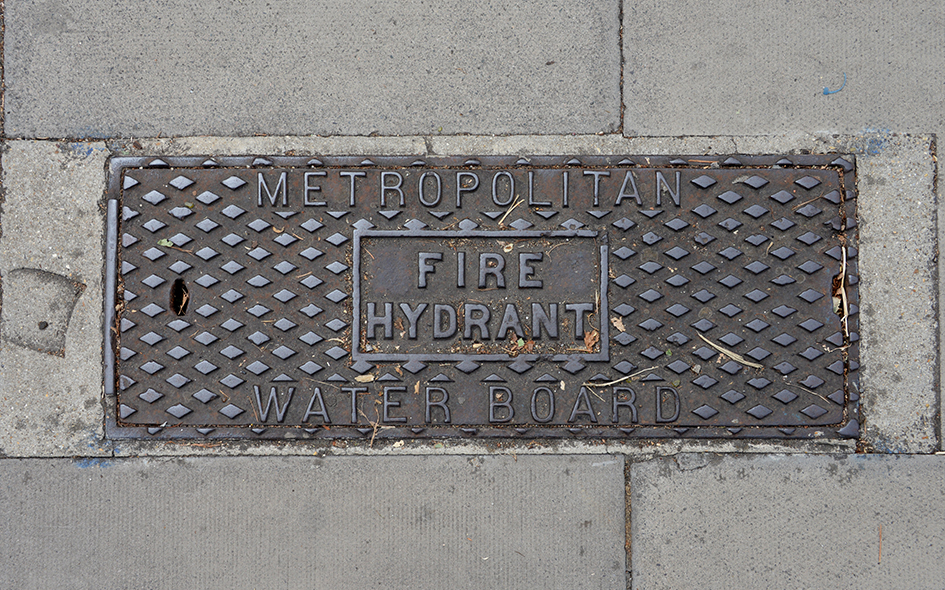 METROPOLITAN
FIRE
HYDRANT
WATER BOARD